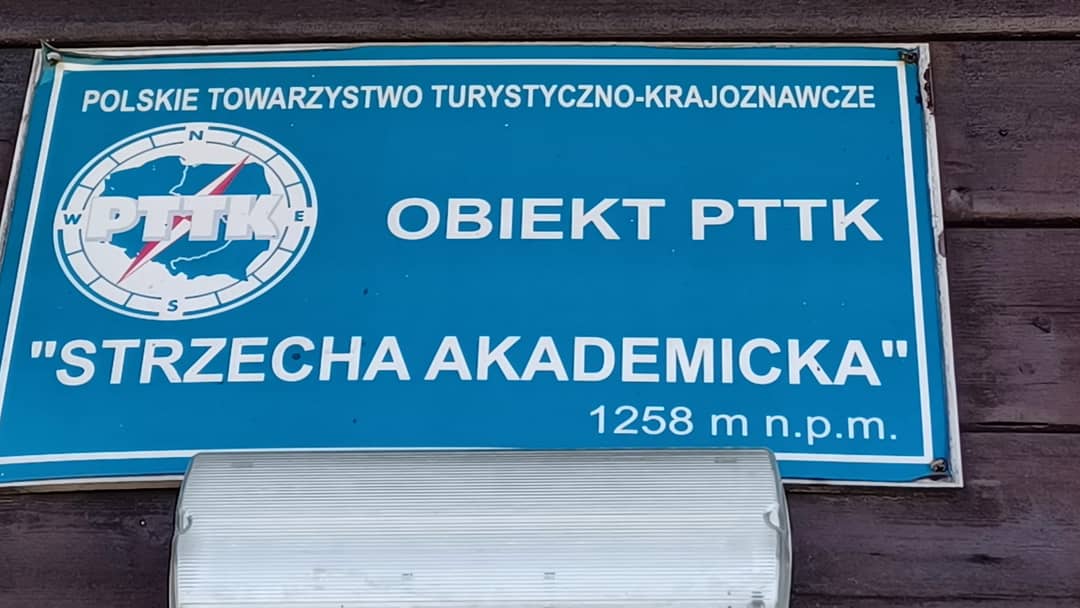 POLSKIE TOWARZYSTWO TURYSTYCZNO-KRAJOZNAWCZE
N
W PTTK E
S
OBIEKT PTTK
"STRZECHA AKADEMICKA"
1258 m n.p.m.